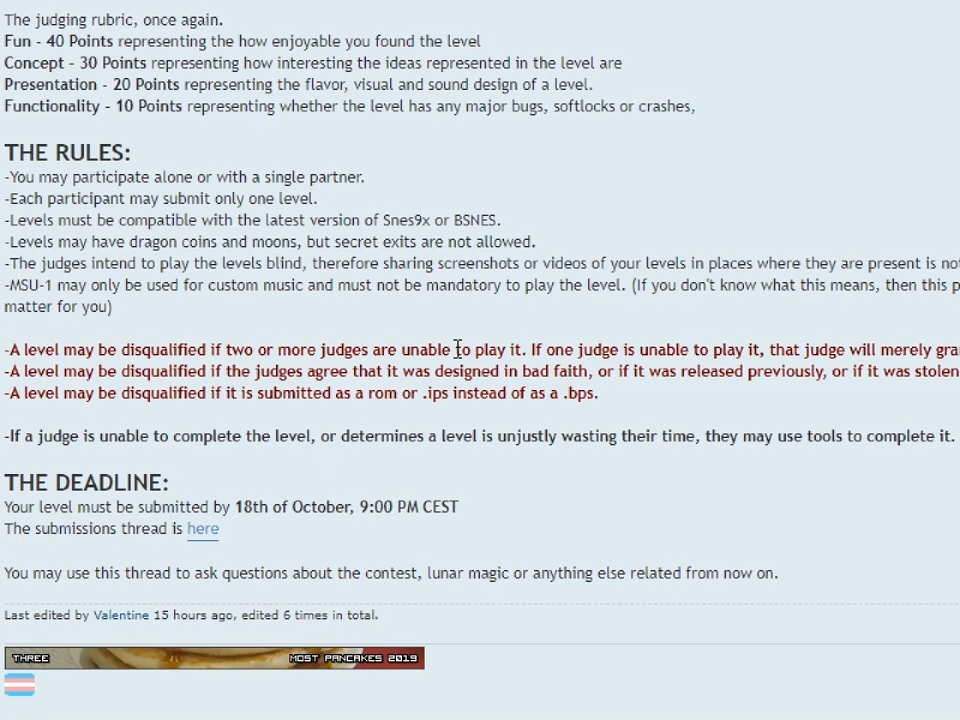 The judging rubric, once again.
Fun - 40 Points representing the how enjoyable you found the level
Concept - 30 Points representing how interesting the ideas represented in the level are
Presentation - 20 Points representing the flavor, visual and sound design of a level.
Functionality - 10 Points representing whether the level has any major bugs, softlocks or crashes,
THE RULES:
-You may participate alone or with a single partner.
-Each participant may submit only one level.
-Levels must be compatible with the latest version of Snes9x or BSNES.
-Levels may have dragon coins and moons, but secret exits are not allowed.
-The judges intend to play the levels blind, therefore sharing screenshots or videos of your levels in places where they are present is
-MSU-1 may only be used for custom music and must not be mandatory to play the level. (If you don't know what this means, then this
matter for you)
-A level may be disqualified if two or more judges are unable to play it. If one judge is unable to play it, that judge will merely
-A level may be disqualified if the judges agree that it was designed in bad faith, or if it was released previously, or if it was stolen
-A level may be disqualified if it is submitted as a rom or .ips instead of as a .bps.
-If a judge is unable to complete the level, or determines a level is unjustly wasting their time, they may use tools to complete it.
THE DEADLINE:
Your level must be submitted by 18th of October, 9:00 PM CEST
The submissions thread is here
You may use this thread to ask questions about the contest, lunar magic or anything else related from now on.
Last edited by Valentine 15 hours ago, edited 6 times in total.
THREE MOST PANCAKES 2019